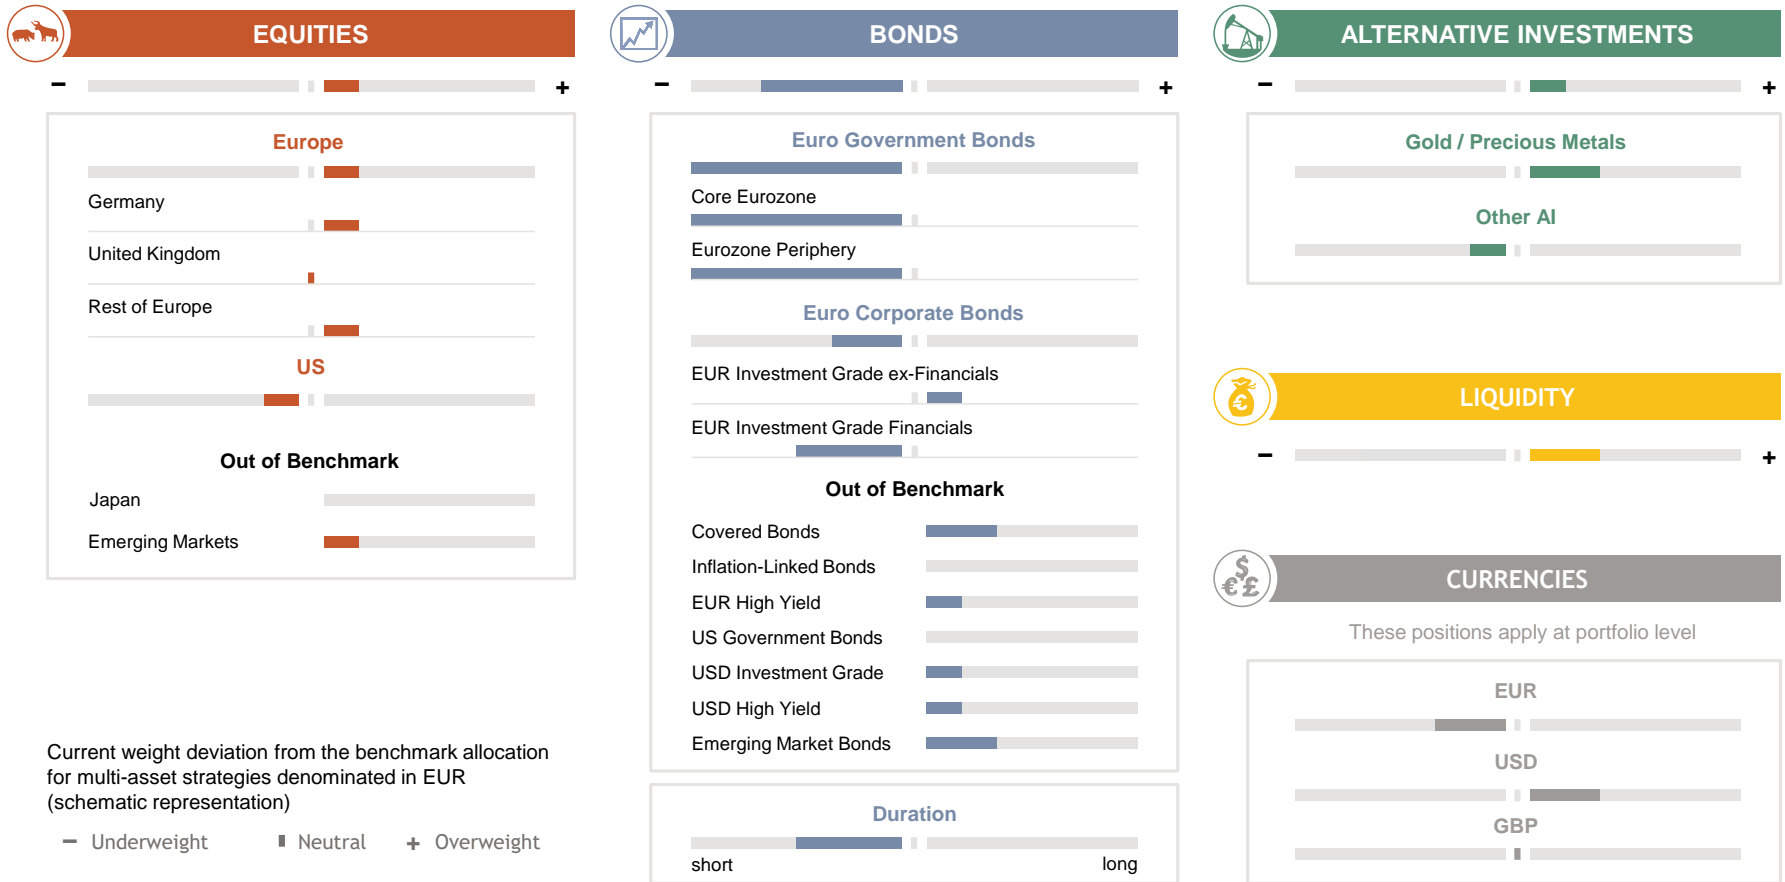 EQUITIES
− +
Europe
Germany
United Kingdom
Rest of Europe
US
Out of Benchmark
Japan
Emerging Markets
Current weight deviation from the benchmark allocation
for multi-asset strategies denominated in EUR
(schematic representation)
− Underweight Neutral + Overweight
BONDS
− +
Euro Government Bonds
Core Eurozone
Eurozone Periphery
Euro Corporate Bonds
EUR Investment Grade ex-Financials
EUR Investment Grade Financials
Out of Benchmark
Covered Bonds
Inflation-Linked Bonds
EUR High Yield
US Government Bonds
USD Investment Grade
USD High Yield
Emerging Market Bonds
Duration
short long
ALTERNATIVE INVESTMENTS
− +
Gold / Precious Metals
Other AI
€
LIQUIDITY
− +
$
€£
CURRENCIES
These positions apply at portfolio level
EUR
USD
GBP